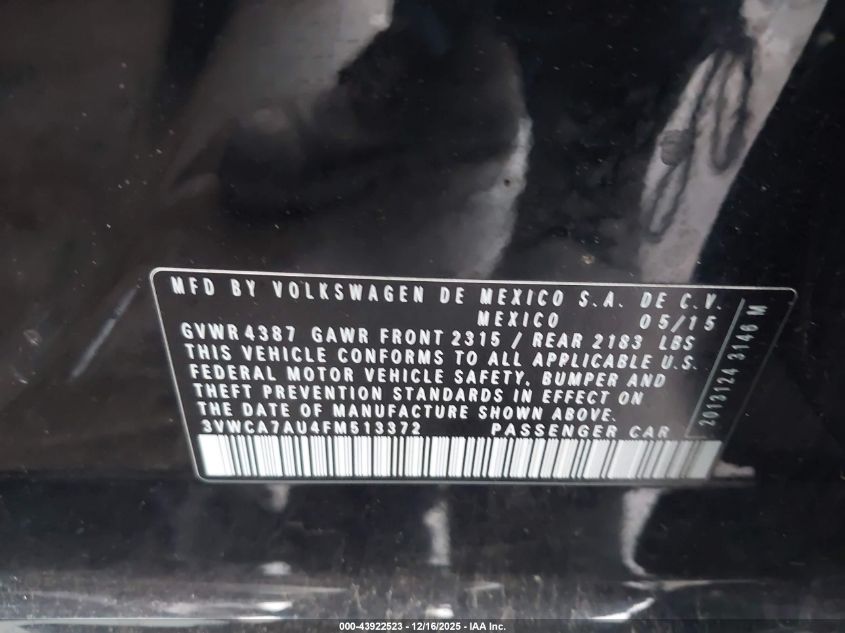 MFD BY VOLKSWAGEN DE MEXICO S.A. DE C.V.
MEXICO 05/15
GVWR 4387 GAWR FRONT 2315 / REAR 2183 LBS
THIS VEHICLE CONFORMS TO ALL APPLICABLE U.S.
FEDERAL MOTOR VEHICLE SAFETY, BUMPER AND
THEFT PREVENTION STANDARDS IN EFFECT ON
THE DATE OF MANUFACTURE SHOWN ABOVE.
3VWCA7AU4FM513372 PASSENGER CAR
2013124 3146 M
000-43922523 - 12/16/2025 - IAA Inc.